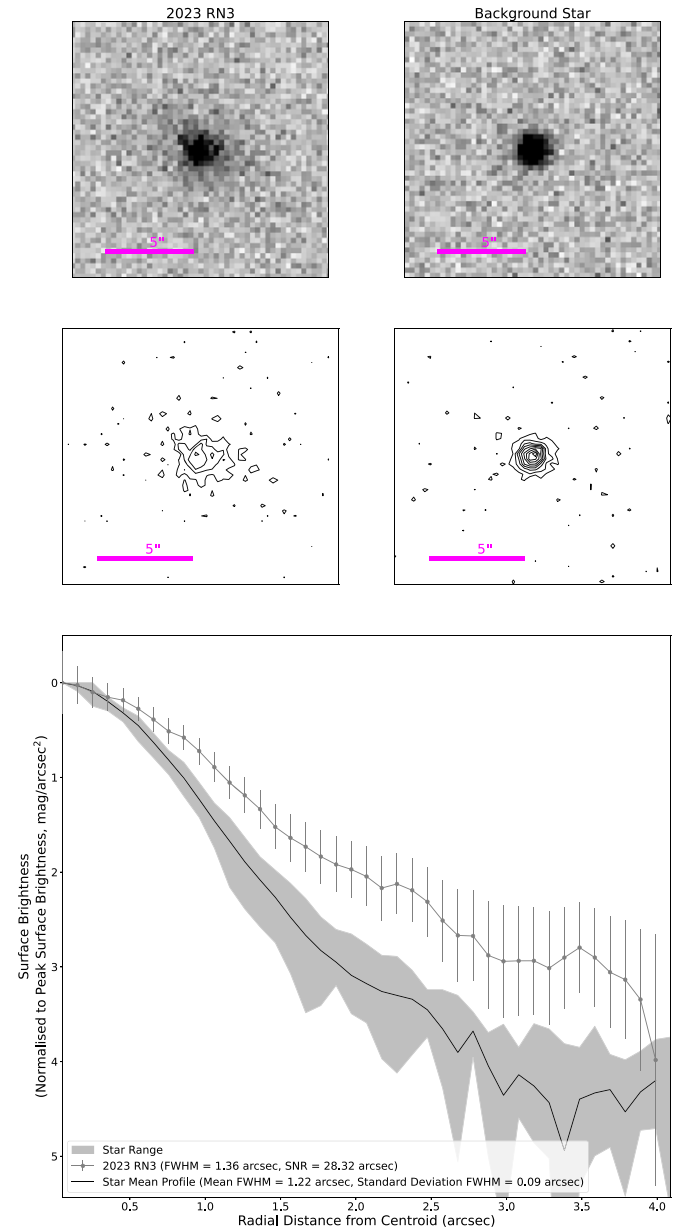 2023 RN3
Background Star
5"
5"
5"
5"
0
1
2
3
4
5
Surface Brightness
(Normalised to Peak Surface Brightness, mag/arcsec²)
Star Range
2023 RN3 (FWHM = 1.36 arcsec, SNR = 28.32 arcsec)
Star Mean Profile (Mean FWHM = 1.22 arcsec, Standard Deviation FWHM = 0.09 arcsec)
0.5 1.0 1.5 2.0 2.5 3.0 3.5 4.0
Radial Distance from Centroid (arcsec)